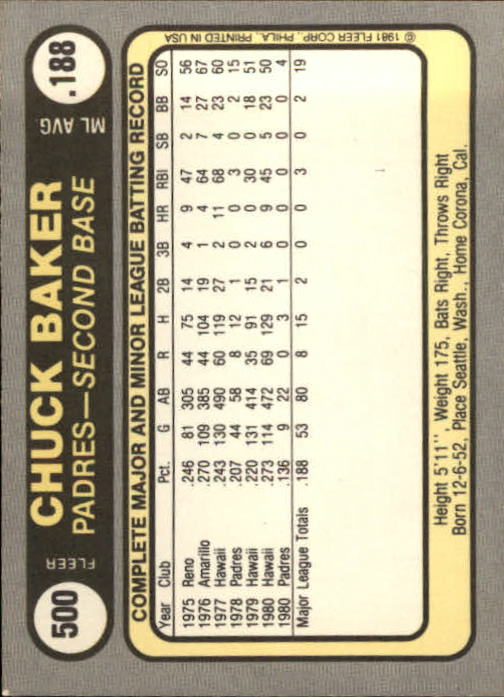 500
FLEER
CHUCK BAKER
PADRES—SECOND BASE
ML AVG.
.188
COMPLETE MAJOR AND MINOR LEAGUE BATTING RECORD
Year Club Pct. G AB R H 2B 3B HR RBI SB BB SO
1975 Reno .246 81 305 44 75 14 4 9 47 2 14 56
1976 Amarillo .270 109 385 44 104 19 1 4 64 7 27 67
1977 Hawaii .243 130 490 60 119 27 2 11 68 4 23 60
1978 Padres .207 44 58 8 12 1 0 0 3 0 2 15
1979 Hawaii .220 131 414 35 91 15 2 0 30 0 18 51
1980 Hawaii .273 114 472 69 129 21 6 9 45 5 23 50
1980 Padres .136 9 22 0 3 1 0 0 0 0 0 4
Major League Totals .188 53 80 8 15 2 0 0 3 0 2 19
Height 5'11", Weight 175, Bats Right, Throws Right
Born 12-6-52, Place Seattle, Wash., Home Corona, Cal.
© 1981 FLEER CORP., PHILA., PRINTED IN USA